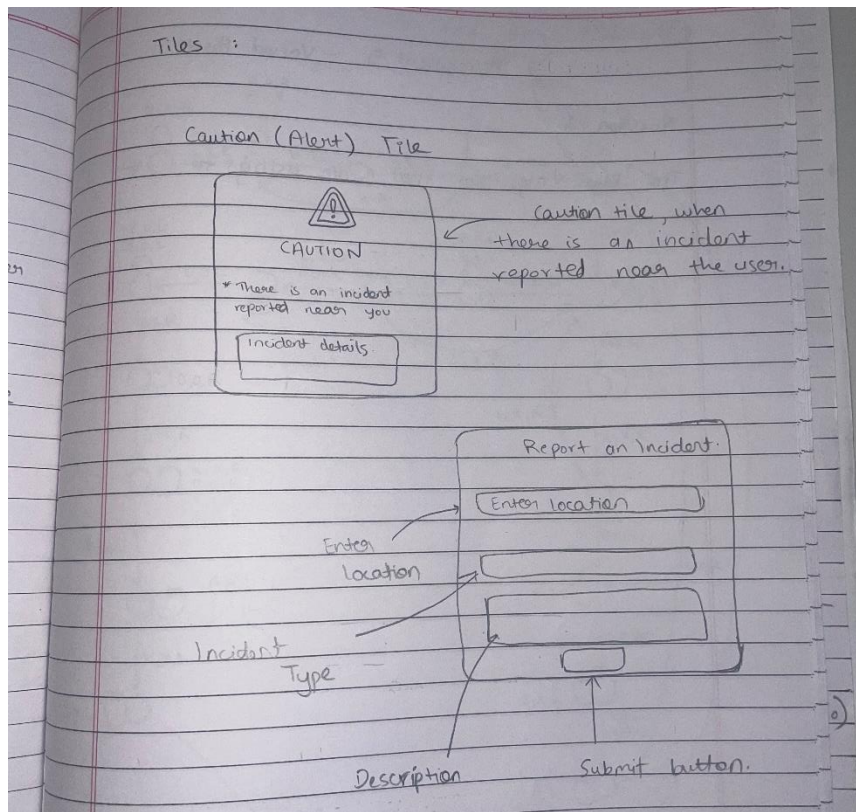 Tiles :
Caution (Alert) Tile
CAUTION
* There is an incident
reported near you
Incident details.
Caution tile, when
there is an incident
reported near the user.
Report an Incident.
Enter location
Enter
location
Incident
Type
Description
Submit button.